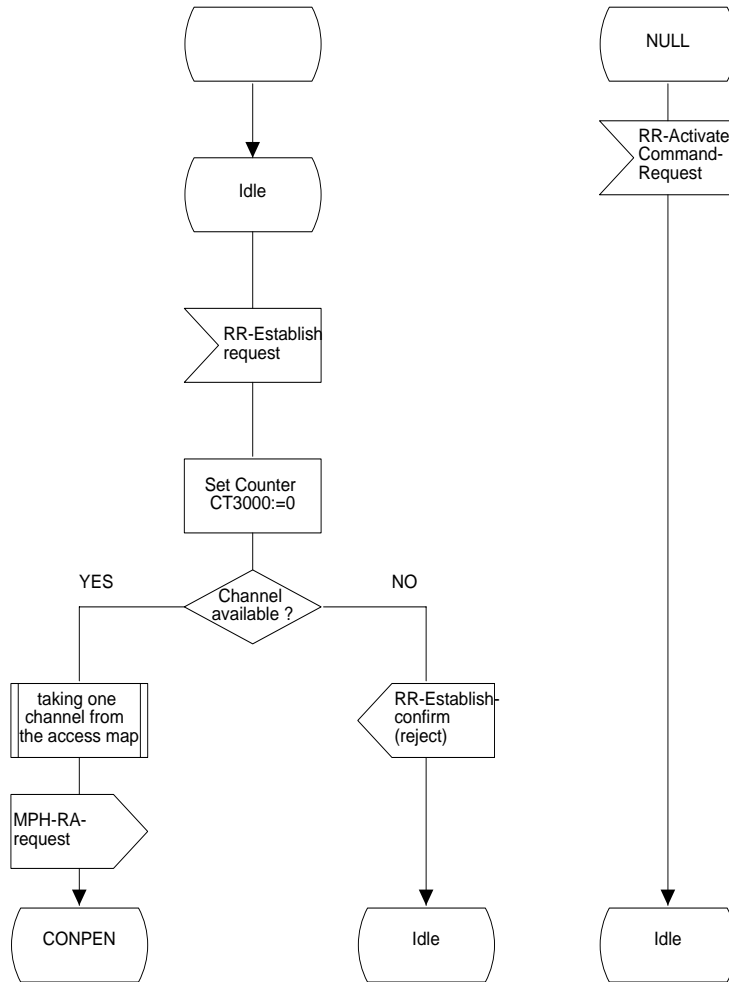 NULL
RR-Activate
Command-
Request
Idle
RR-Establish
request
Set Counter
CT3000:=0
YES
Channel
available ?
NO
taking one
channel from
the access map
RR-Establish-
confirm
(reject)
MPH-RA-
request
CONPEN
Idle
Idle